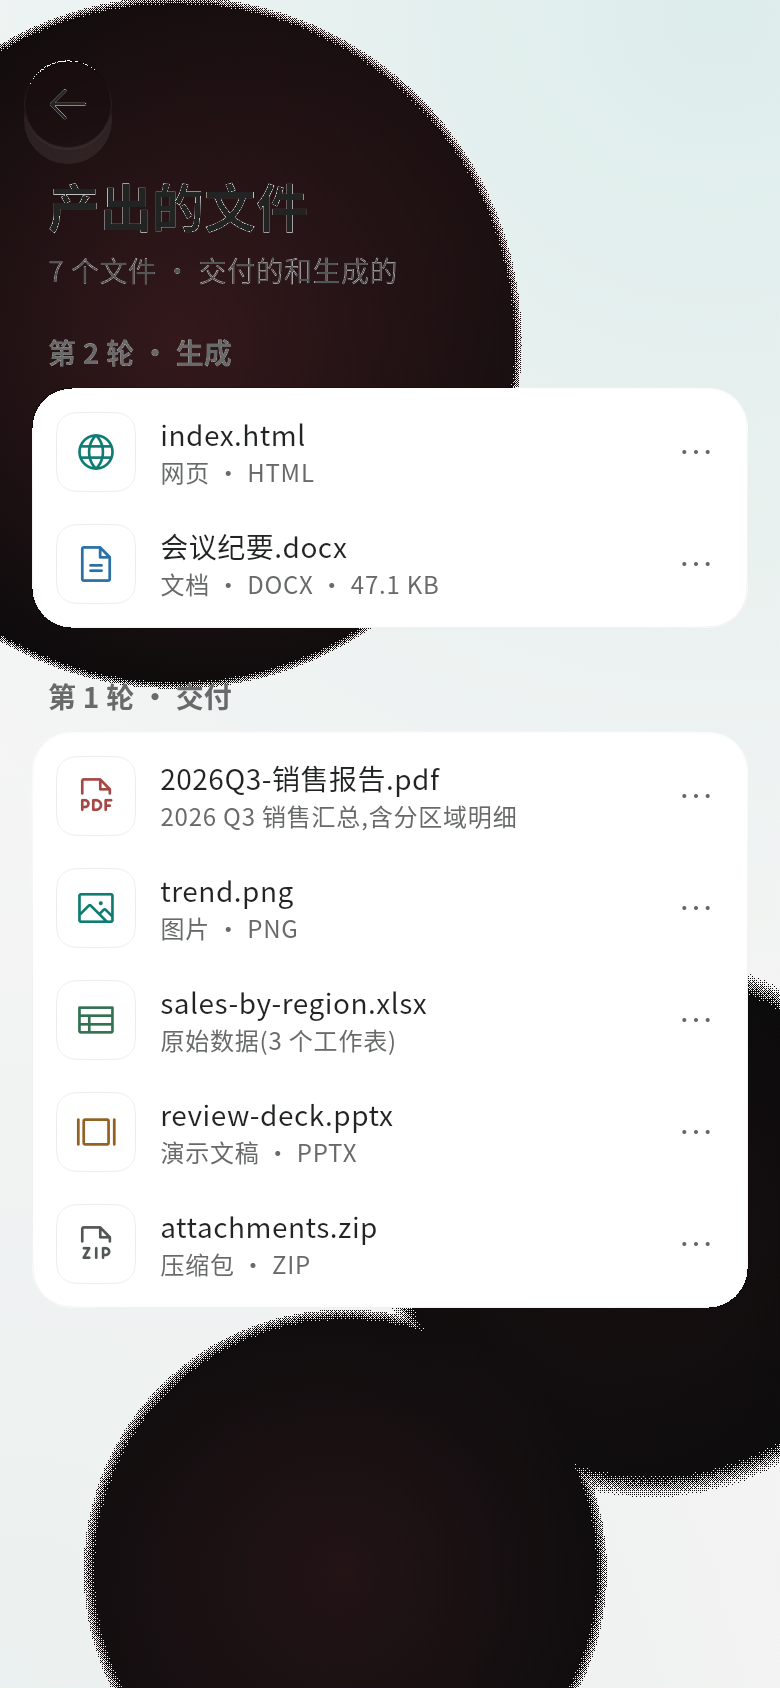 产出的文件
7 个文件 · 交付的和生成的
第 2 轮 · 生成
index.html
网页 · HTML
会议纪要.docx
文档 · DOCX · 47.1 KB
第 1 轮 · 交付
2026Q3-销售报告.pdf
PDF
2026 Q3 销售汇总,含分区域明细
trend.png
图片 · PNG
sales-by-region.xlsx
原始数据(3 个工作表)
review-deck.pptx
演示文稿 · PPTX
attachments.zip
ZIP
压缩包 · ZIP